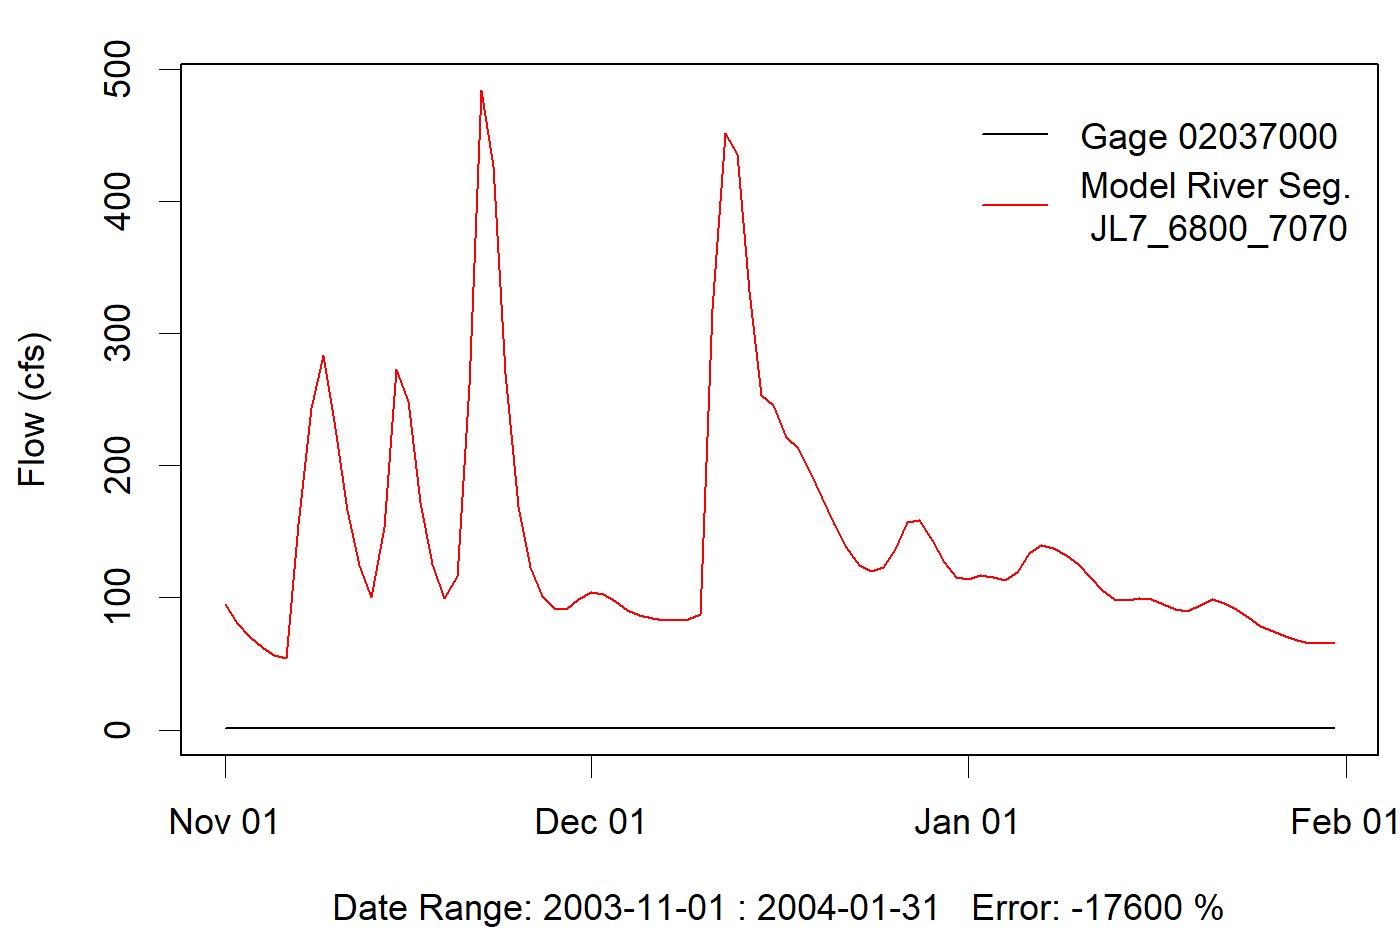 500
400
300
200
100
0
Flow (cfs)
Gage 02037000
Model River Seg.
JL7_6800_7070
Nov 01
Dec 01
Jan 01
Feb 01
Date Range: 2003-11-01 : 2004-01-31 Error: -17600 %